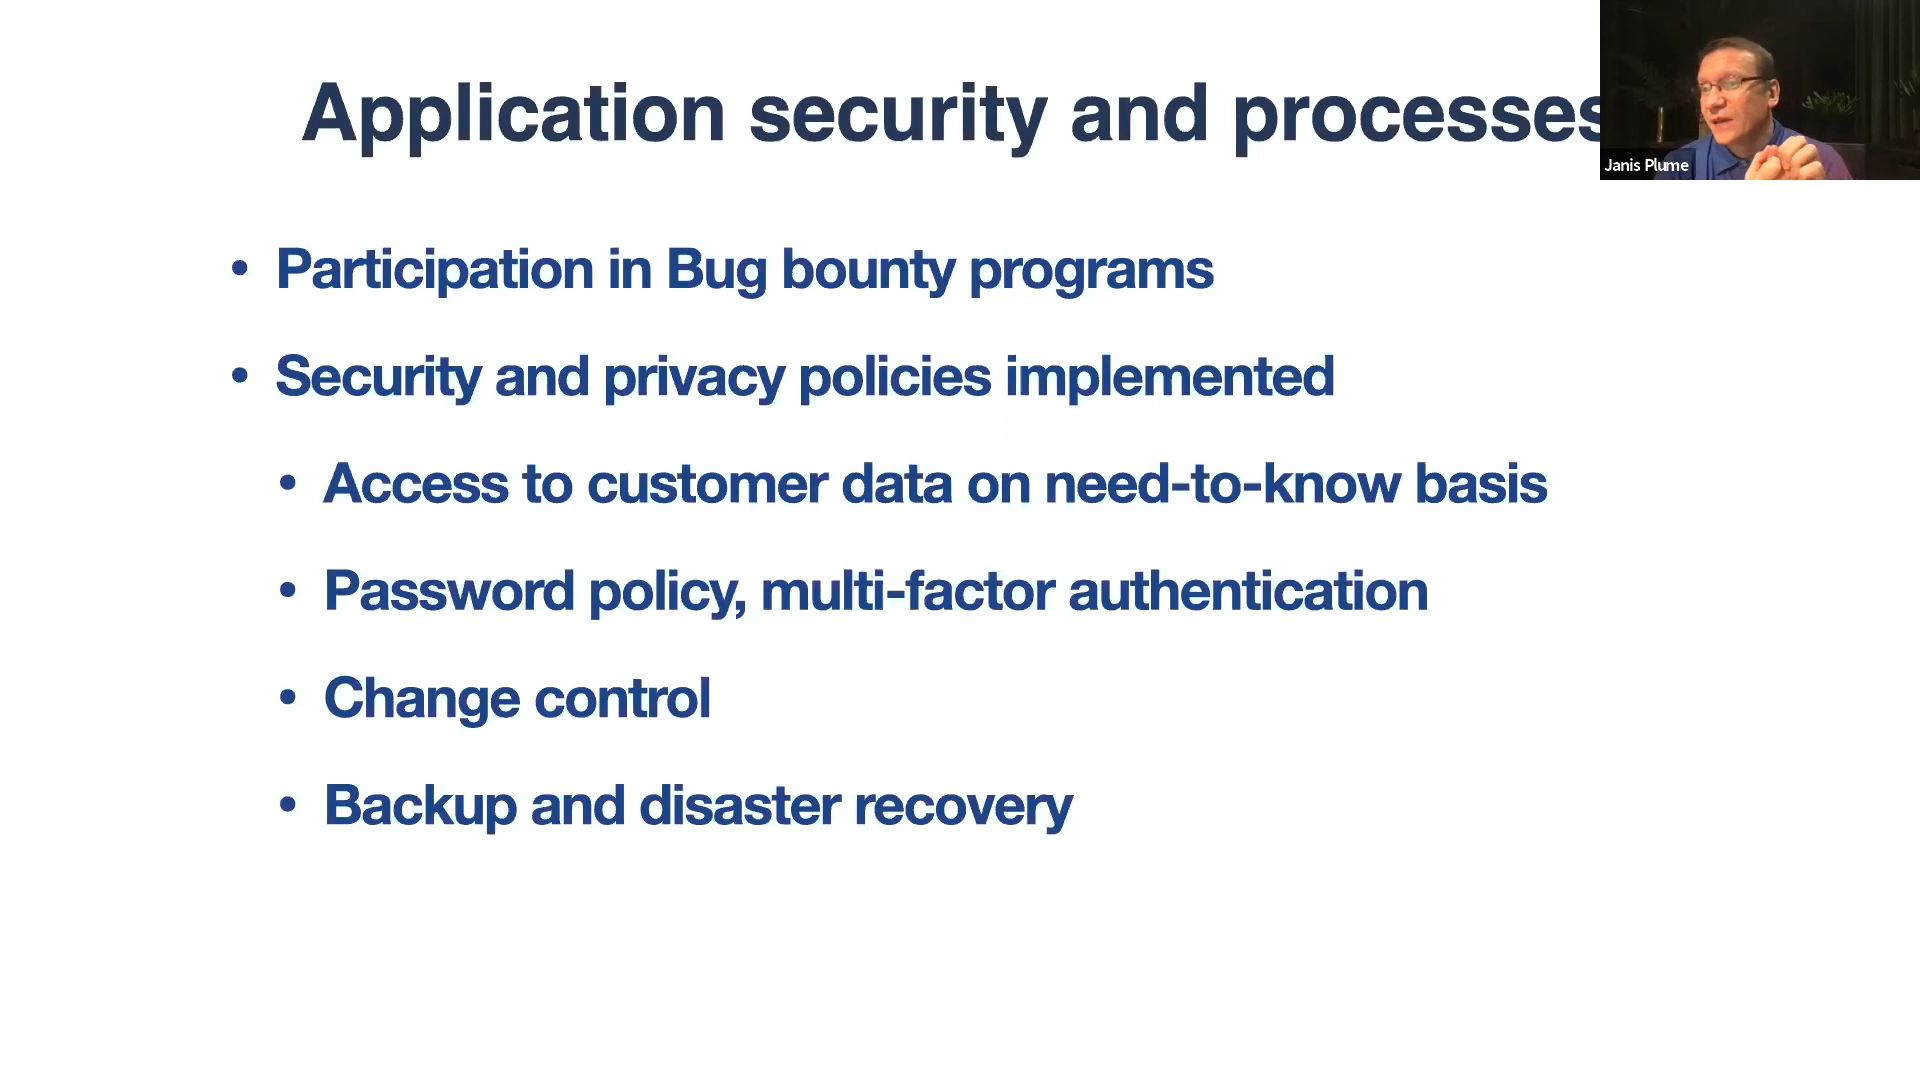 Application security and processes
Janis Plume
• Participation in Bug bounty programs
• Security and privacy policies implemented
• Access to customer data on need-to-know basis
• Password policy, multi-factor authentication
• Change control
• Backup and disaster recovery